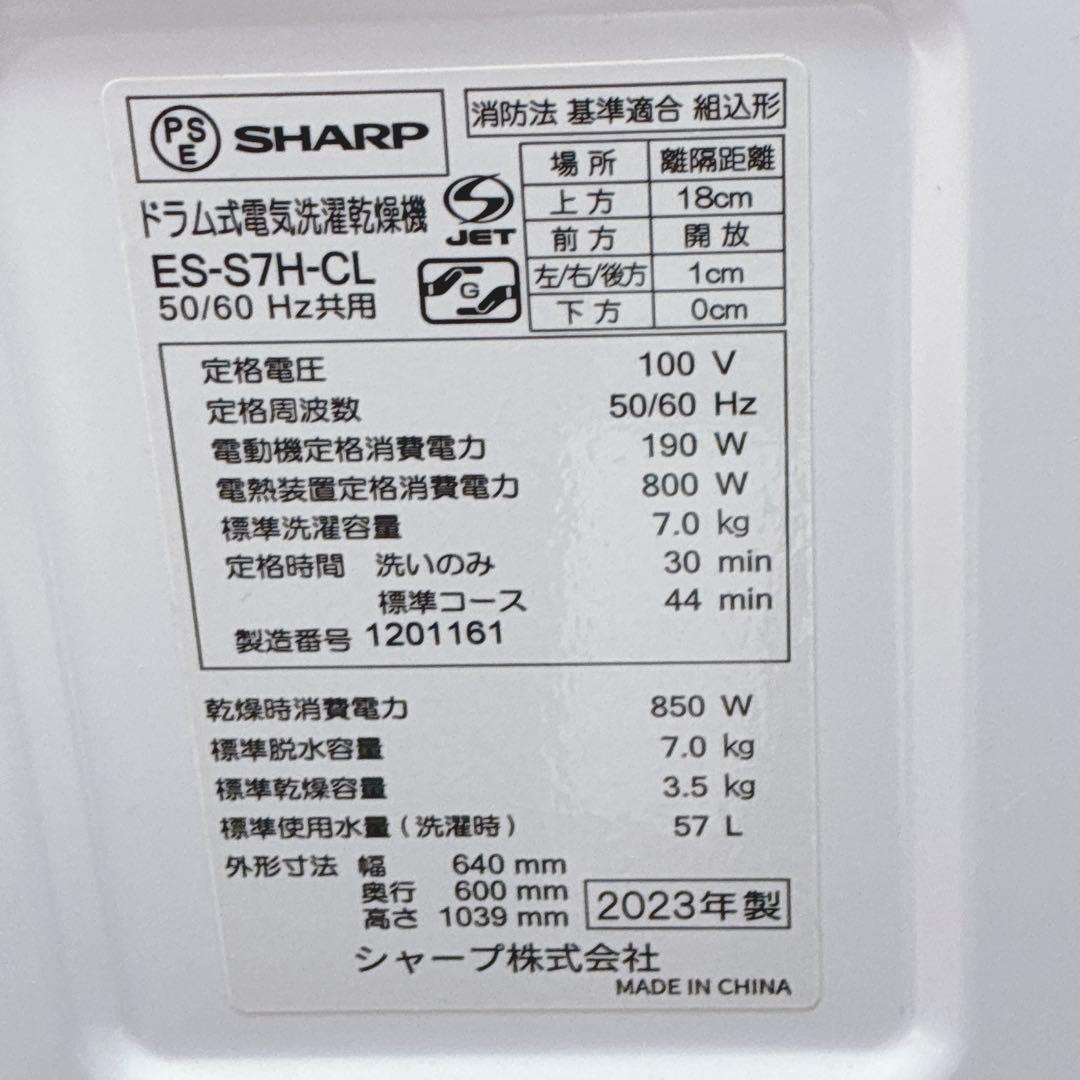 PS E SHARP
消防法 基準適合 組込形
ドラム式電気洗濯乾燥機
S JET
ES-S7H-CL
G
50/60 Hz共用
場所 離隔距離
上方 18cm
前方 開放
左/右/後方 1cm
下方 0cm
定格電圧 100 V
定格周波数 50/60 Hz
電動機定格消費電力 190 W
電熱装置定格消費電力 800 W
標準洗濯容量 7.0 kg
定格時間 洗いのみ 30 min
標準コース 44 min
製造番号 1201161
乾燥時消費電力 850 W
標準脱水容量 7.0 kg
標準乾燥容量 3.5 kg
標準使用水量(洗濯時) 57 L
外形寸法 幅 640 mm
奥行 600 mm
高さ 1039 mm
2023年製
シャープ株式会社
MADE IN CHINA